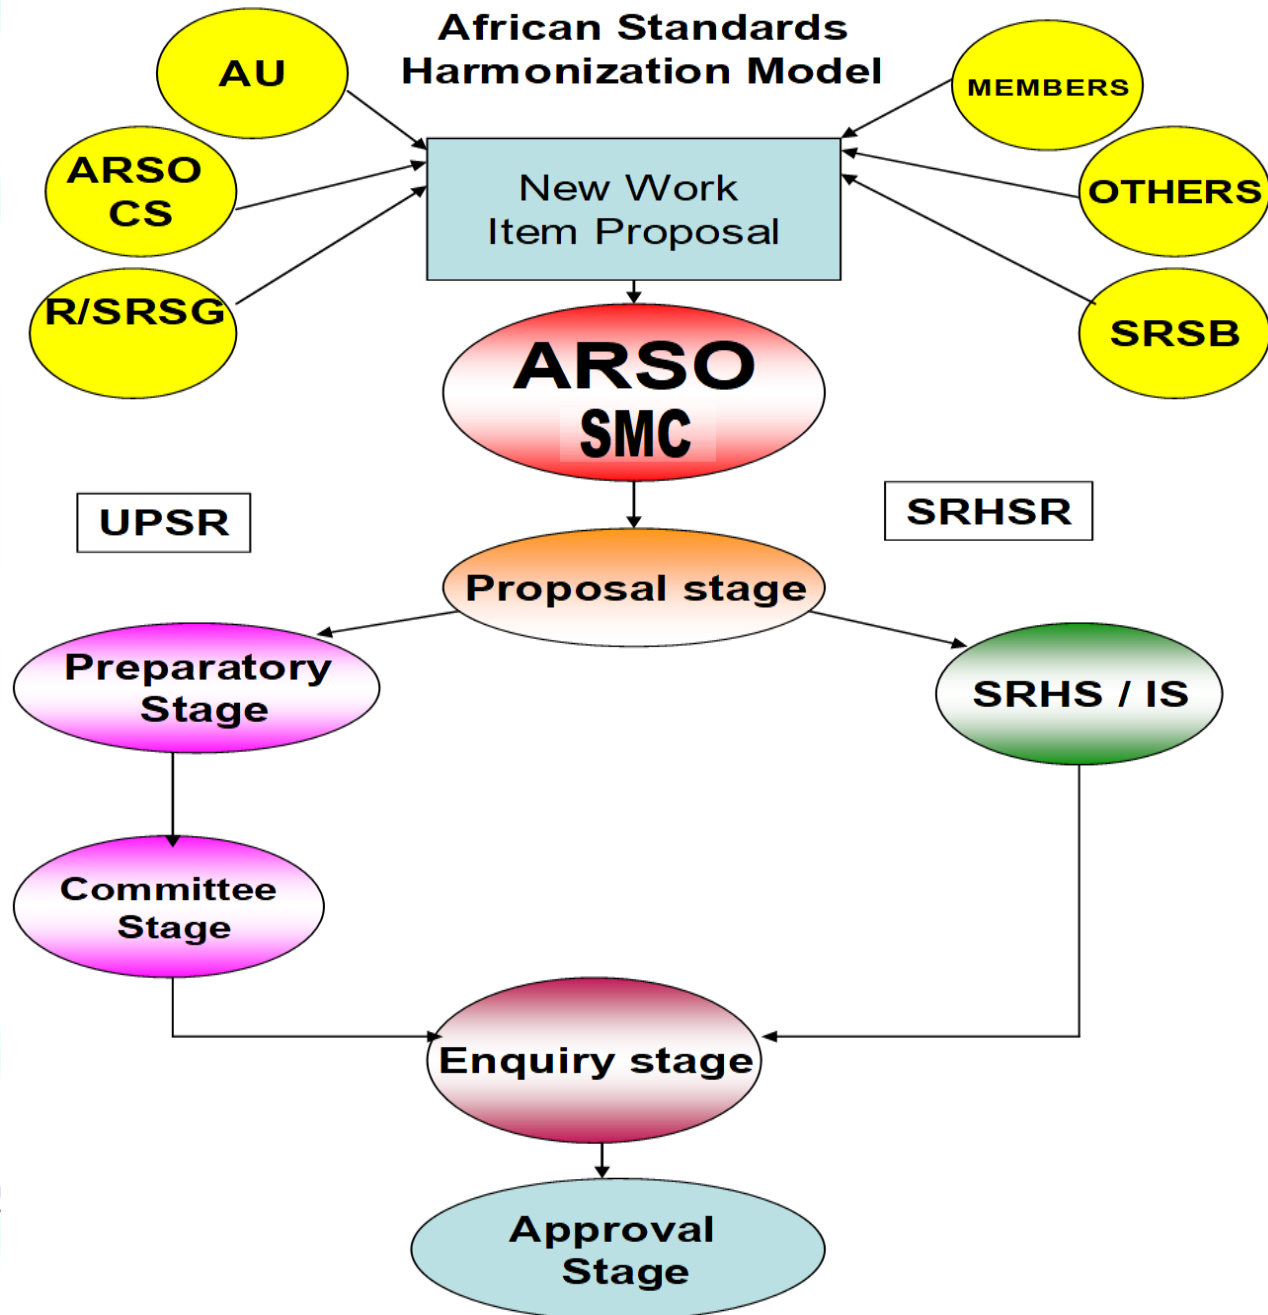 African Standards
Harmonization Model
AU
MEMBERS
ARSO
CS
New Work
Item Proposal
OTHERS
R/SRSG
SRSB
ARSO
SMC
UPSR
SRHSR
Proposal stage
Preparatory
Stage
SRHS / IS
Committee
Stage
Enquiry stage
Approval
Stage